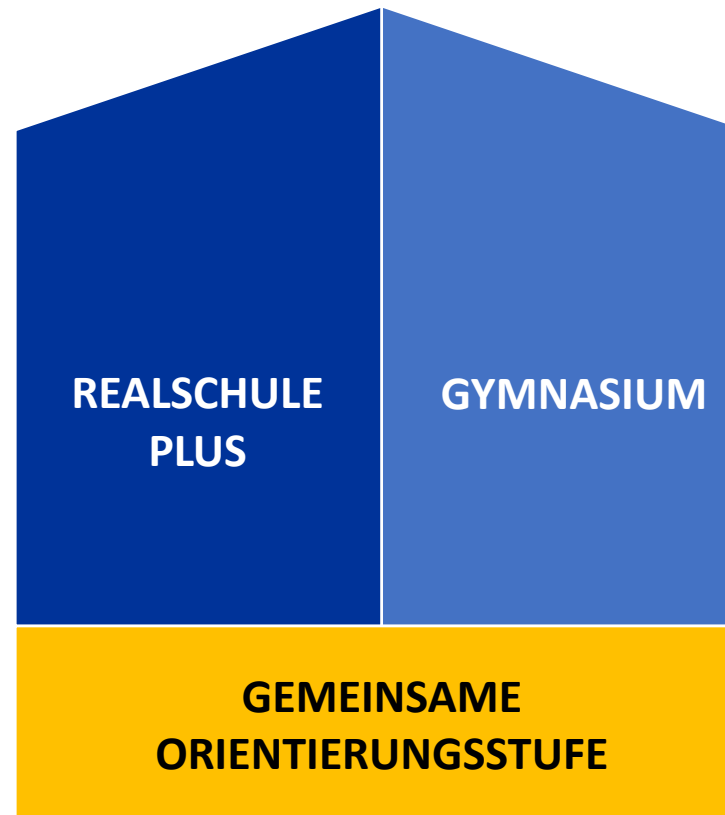 REALSCHULE
PLUS
GYMNASIUM
GEMEINSAME
ORIENTIERUNGSSTUFE